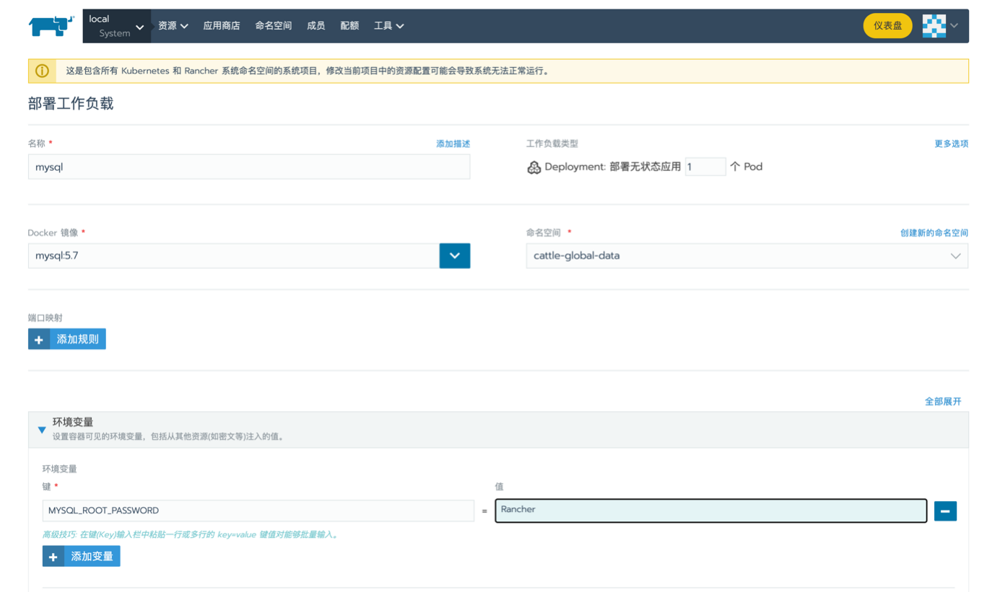 local
System
资源 应用商店 命名空间 成员 配额 工具 仪表盘
这是包含所有 Kubernetes 和 Rancher 系统命名空间的系统项目，修改当前项目中的资源配置可能会导致系统无法正常运行。
部署工作负载
名称 * 添加描述
mysql
工作负载类型 更多选项
Deployment: 部署无状态应用 1 个 Pod
Docker 镜像 *
mysql:5.7
命名空间 * 创建新的命名空间
cattle-global-data
端口映射
+ 添加规则
全部展开
环境变量
设置容器可见的环境变量，包括从其他资源(如密文等)注入的值。
环境变量
键 * 值
MYSQL_ROOT_PASSWORD = Rancher
高级技巧: 在键(Key)输入栏中粘贴一行或多行的 key=value 键值对能够批量输入。
+ 添加变量